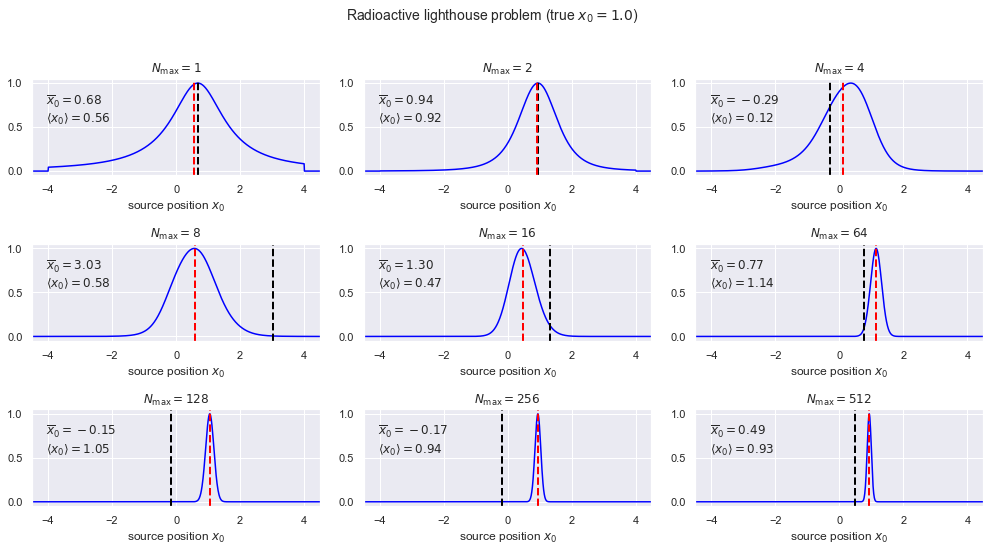 Radioactive lighthouse problem (true x₀ = 1.0)
N_max = 1
1.0
0.5
0.0
x̅₀ = 0.68
⟨x₀⟩ = 0.56
−4 −2 0 2 4
source position x₀
N_max = 2
x̅₀ = 0.94
⟨x₀⟩ = 0.92
−4 −2 0 2 4
source position x₀
N_max = 4
1.0
0.5
0.0
x̅₀ = −0.29
⟨x₀⟩ = 0.12
−4 −2 0 2 4
source position x₀
N_max = 8
1.0
0.5
0.0
x̅₀ = 3.03
⟨x₀⟩ = 0.58
−4 −2 0 2 4
source position x₀
N_max = 16
1.0
0.5
0.0
x̅₀ = 1.30
⟨x₀⟩ = 0.47
−4 −2 0 2 4
source position x₀
N_max = 64
1.0
0.5
0.0
x̅₀ = 0.77
⟨x₀⟩ = 1.14
−4 −2 0 2 4
source position x₀
N_max = 128
1.0
0.5
0.0
x̅₀ = −0.15
⟨x₀⟩ = 1.05
−4 −2 0 2 4
source position x₀
N_max = 256
1.0
0.5
0.0
x̅₀ = −0.17
⟨x₀⟩ = 0.94
−4 −2 0 2 4
source position x₀
N_max = 512
1.0
0.5
0.0
x̅₀ = 0.49
⟨x₀⟩ = 0.93
−4 −2 0 2 4
source position x₀